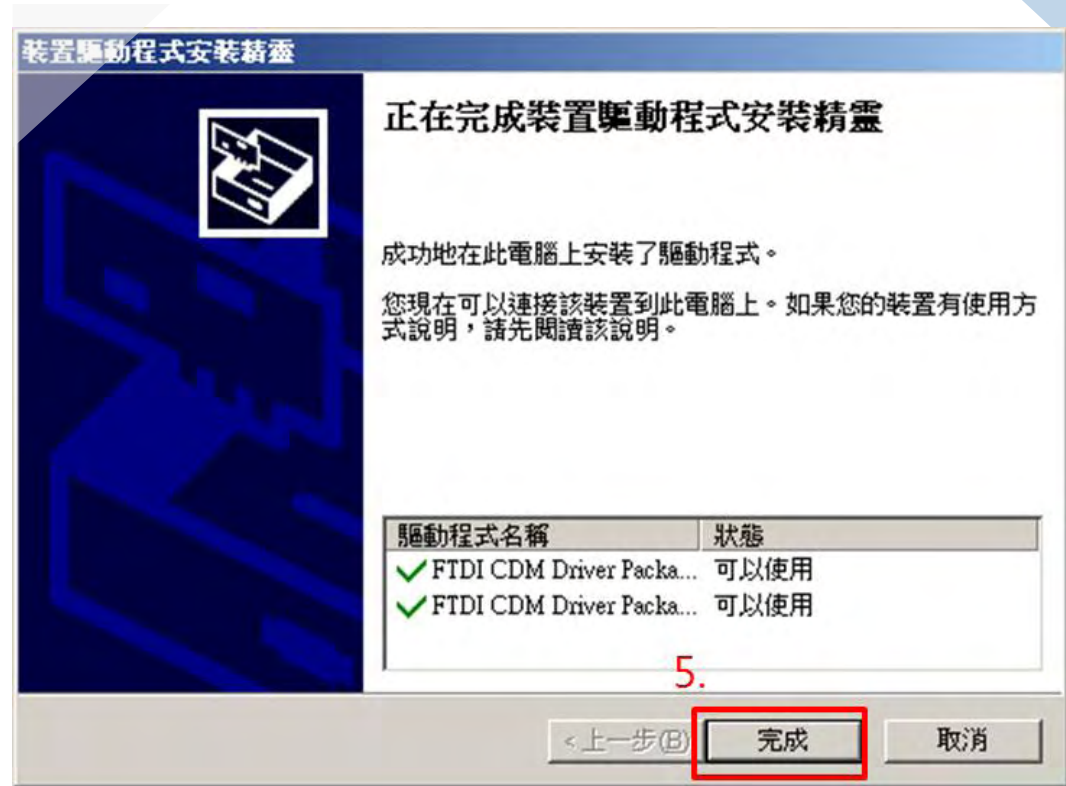 裝置驅動程式安裝精靈
正在完成裝置驅動程式安裝精靈
成功地在此電腦上安裝了驅動程式。
您現在可以連接該裝置到此電腦上。如果您的裝置有使用方
式說明，請先閱讀該說明。
驅動程式名稱 狀態
FTDI CDM Driver Packa... 可以使用
FTDI CDM Driver Packa... 可以使用
5.
<上一步(B) 完成 取消